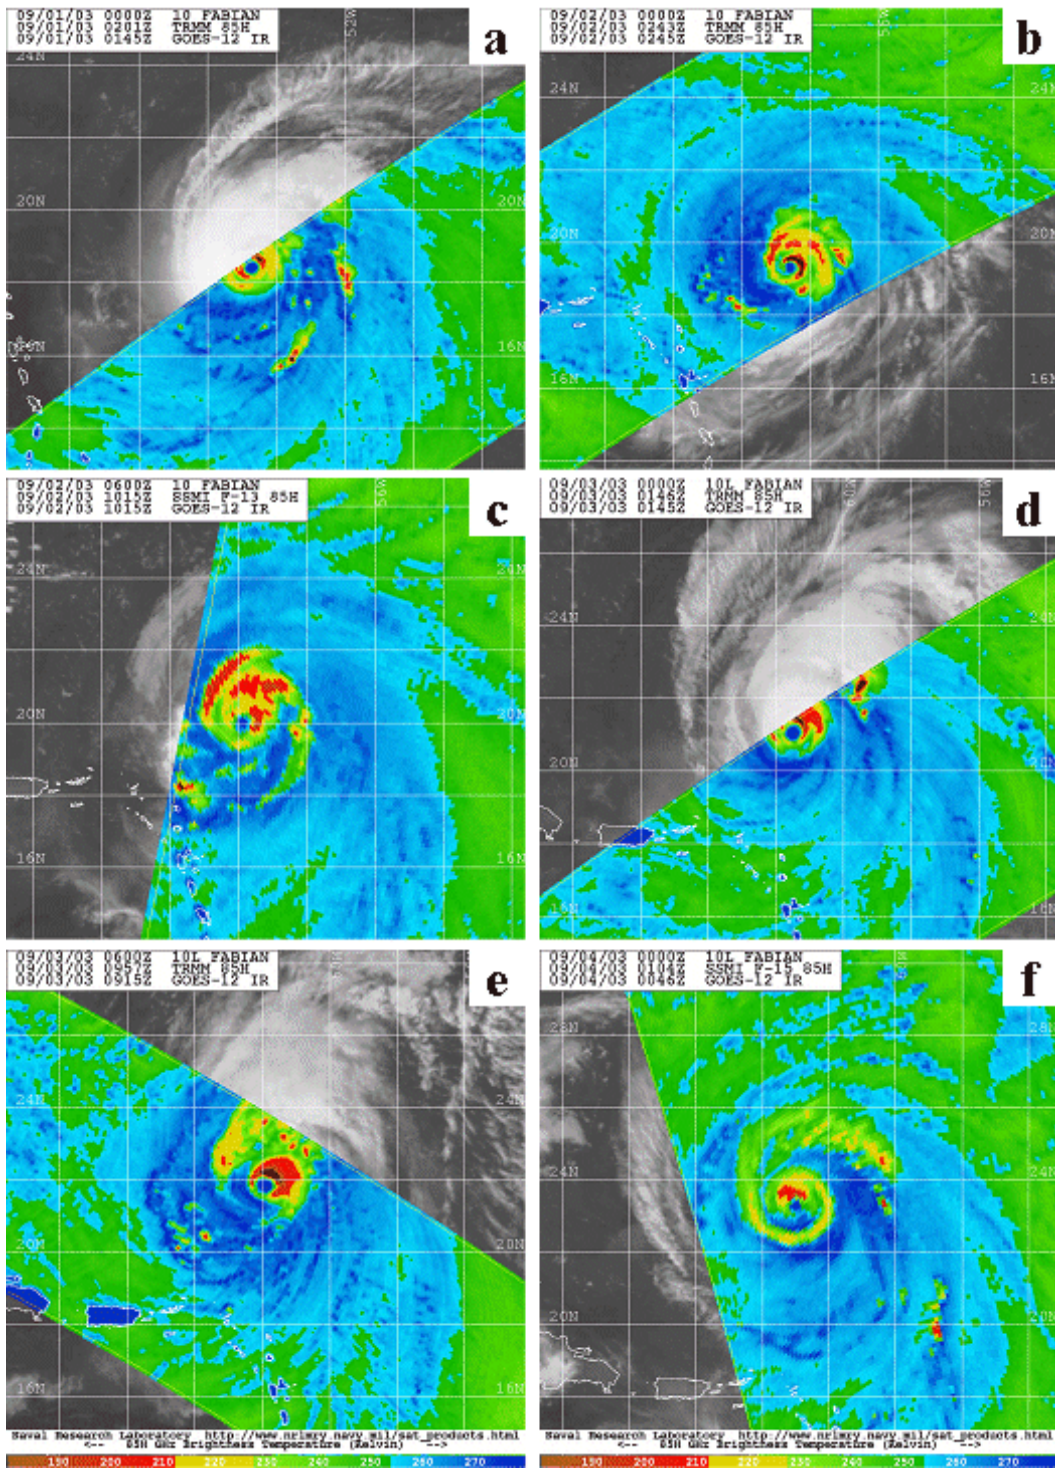 09/01/03 0000Z 10 FABIAN
09/01/03 0201Z TRMM 85H
09/01/03 0145Z GOES-12 IR
a
52W
24N
20N
20N
16N
16N
09/02/03 0000Z 10 FABIAN
09/02/03 0243Z TRMM 85H
09/02/03 0245Z GOES-12 IR
b
56W
24N
24N
20N
20N
16N
16N
09/02/03 0600Z 10 FABIAN
09/02/03 1015Z SSMI F-13 85H
09/02/03 1015Z GOES-12 IR
c
56W
24N
24N
20N
20N
16N
16N
09/03/03 0000Z 10L FABIAN
09/03/03 0146Z TRMM 85H
09/03/03 0145Z GOES-12 IR
d
60W
56W
24N
24N
20N
20N
16N
16N
09/03/03 0600Z 10L FABIAN
09/03/03 0957Z TRMM 85H
09/03/03 0915Z GOES-12 IR
e
24N
24N
20N
20N
16N
16N
09/04/03 0000Z 10L FABIAN
09/04/03 0104Z SSMI F-15 85H
09/04/03 0046Z GOES-12 IR
f
28N
28N
24N
24N
20N
20N
Naval Research Laboratory http://www.nrlmry.navy.mil/sat_products.html
<-- 85H GHz Brightness Temperature (Kelvin) -->
190 200 210 220 230 240 250 260 270
Naval Research Laboratory http://www.nrlmry.navy.mil/sat_products.html
<-- 85H GHz Brightness Temperature (Kelvin) -->
190 200 210 220 230 240 250 260 270